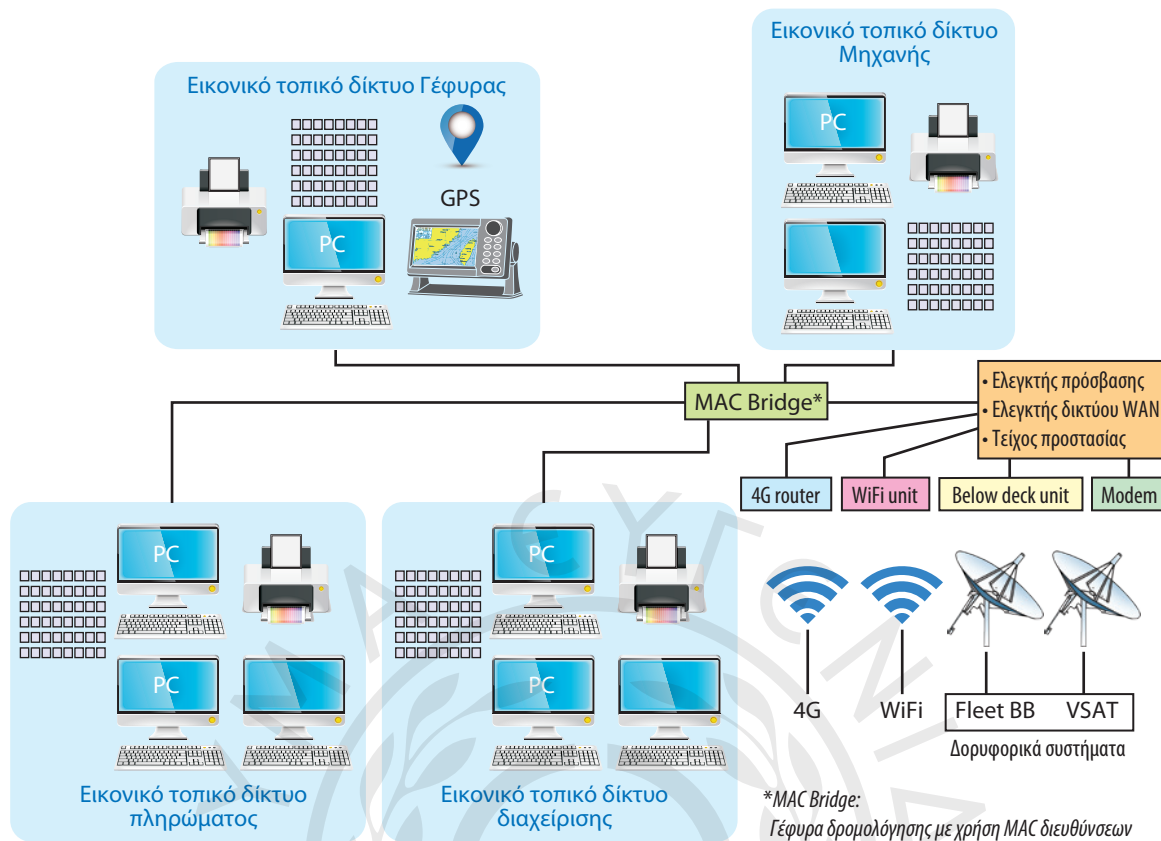 Εικονικό τοπικό δίκτυο Γέφυρας
GPS
PC
Εικονικό τοπικό δίκτυο
Μηχανής
PC
MAC Bridge*
• Ελεγκτής πρόσβασης
• Ελεγκτής δικτύου WAN
• Τείχος προστασίας
4G router
WiFi unit
Below deck unit
Modem
PC
PC
Εικονικό τοπικό δίκτυο
πληρώματος
PC
PC
Εικονικό τοπικό δίκτυο
διαχείρισης
4G
WiFi
Fleet BB
VSAT
Δορυφορικά συστήματα
*MAC Bridge:
Γέφυρα δρομολόγησης με χρήση MAC διευθύνσεων